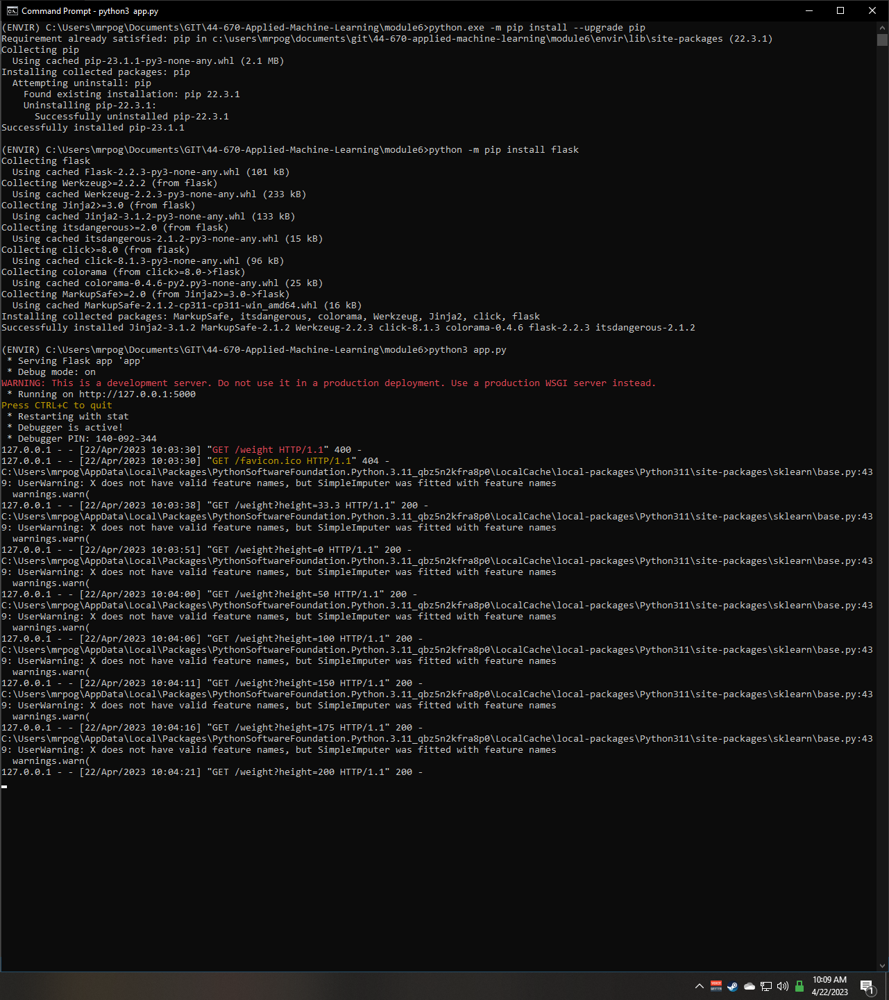 Command Prompt - python3  app.py
(ENVIR) C:\Users\mrpog\Documents\GIT\44-670-Applied-Machine-Learning\module6>python.exe -m pip install --upgrade pip
Requirement already satisfied: pip in c:\users\mrpog\documents\git\44-670-applied-machine-learning\module6\envir\lib\site-packages (22.3.1)
Collecting pip
  Using cached pip-23.1.1-py3-none-any.whl (2.1 MB)
Installing collected packages: pip
  Attempting uninstall: pip
    Found existing installation: pip 22.3.1
    Uninstalling pip-22.3.1:
      Successfully uninstalled pip-22.3.1
Successfully installed pip-23.1.1
(ENVIR) C:\Users\mrpog\Documents\GIT\44-670-Applied-Machine-Learning\module6>python -m pip install flask
Collecting flask
  Using cached Flask-2.2.3-py3-none-any.whl (101 kB)
Collecting Werkzeug>=2.2.2 (from flask)
  Using cached Werkzeug-2.2.3-py3-none-any.whl (233 kB)
Collecting Jinja2>=3.0 (from flask)
  Using cached Jinja2-3.1.2-py3-none-any.whl (133 kB)
Collecting itsdangerous>=2.0 (from flask)
  Using cached itsdangerous-2.1.2-py3-none-any.whl (15 kB)
Collecting click>=8.0 (from flask)
  Using cached click-8.1.3-py3-none-any.whl (96 kB)
Collecting colorama (from click>=8.0->flask)
  Using cached colorama-0.4.6-py2.py3-none-any.whl (25 kB)
Collecting MarkupSafe>=2.0 (from Jinja2>=3.0->flask)
  Using cached MarkupSafe-2.1.2-cp311-cp311-win_amd64.whl (16 kB)
Installing collected packages: MarkupSafe, itsdangerous, colorama, Werkzeug, Jinja2, click, flask
Successfully installed Jinja2-3.1.2 MarkupSafe-2.1.2 Werkzeug-2.2.3 click-8.1.3 colorama-0.4.6 flask-2.2.3 itsdangerous-2.1.2
(ENVIR) C:\Users\mrpog\Documents\GIT\44-670-Applied-Machine-Learning\module6>python3 app.py
 * Serving Flask app 'app'
 * Debug mode: on
WARNING: This is a development server. Do not use it in a production deployment. Use a production WSGI server instead.
 * Running on http://127.0.0.1:5000
Press CTRL+C to quit
 * Restarting with stat
 * Debugger is active!
 * Debugger PIN: 140-092-344
127.0.0.1 - - [22/Apr/2023 10:03:30] "GET /weight HTTP/1.1" 400 -
127.0.0.1 - - [22/Apr/2023 10:03:30] "GET /favicon.ico HTTP/1.1" 404 -
C:\Users\mrpog\AppData\Local\Packages\PythonSoftwareFoundation.Python.3.11_qbz5n2kfra8p0\LocalCache\local-packages\Python311\site-packages\sklearn\base.py:43
9: UserWarning: X does not have valid feature names, but SimpleImputer was fitted with feature names
  warnings.warn(
127.0.0.1 - - [22/Apr/2023 10:03:38] "GET /weight?height=33.3 HTTP/1.1" 200 -
C:\Users\mrpog\AppData\Local\Packages\PythonSoftwareFoundation.Python.3.11_qbz5n2kfra8p0\LocalCache\local-packages\Python311\site-packages\sklearn\base.py:43
9: UserWarning: X does not have valid feature names, but SimpleImputer was fitted with feature names
  warnings.warn(
127.0.0.1 - - [22/Apr/2023 10:03:51] "GET /weight?height=0 HTTP/1.1" 200 -
C:\Users\mrpog\AppData\Local\Packages\PythonSoftwareFoundation.Python.3.11_qbz5n2kfra8p0\LocalCache\local-packages\Python311\site-packages\sklearn\base.py:43
9: UserWarning: X does not have valid feature names, but SimpleImputer was fitted with feature names
  warnings.warn(
127.0.0.1 - - [22/Apr/2023 10:04:00] "GET /weight?height=50 HTTP/1.1" 200 -
C:\Users\mrpog\AppData\Local\Packages\PythonSoftwareFoundation.Python.3.11_qbz5n2kfra8p0\LocalCache\local-packages\Python311\site-packages\sklearn\base.py:43
9: UserWarning: X does not have valid feature names, but SimpleImputer was fitted with feature names
  warnings.warn(
127.0.0.1 - - [22/Apr/2023 10:04:06] "GET /weight?height=100 HTTP/1.1" 200 -
C:\Users\mrpog\AppData\Local\Packages\PythonSoftwareFoundation.Python.3.11_qbz5n2kfra8p0\LocalCache\local-packages\Python311\site-packages\sklearn\base.py:43
9: UserWarning: X does not have valid feature names, but SimpleImputer was fitted with feature names
  warnings.warn(
127.0.0.1 - - [22/Apr/2023 10:04:11] "GET /weight?height=150 HTTP/1.1" 200 -
C:\Users\mrpog\AppData\Local\Packages\PythonSoftwareFoundation.Python.3.11_qbz5n2kfra8p0\LocalCache\local-packages\Python311\site-packages\sklearn\base.py:43
9: UserWarning: X does not have valid feature names, but SimpleImputer was fitted with feature names
  warnings.warn(
127.0.0.1 - - [22/Apr/2023 10:04:16] "GET /weight?height=175 HTTP/1.1" 200 -
C:\Users\mrpog\AppData\Local\Packages\PythonSoftwareFoundation.Python.3.11_qbz5n2kfra8p0\LocalCache\local-packages\Python311\site-packages\sklearn\base.py:43
9: UserWarning: X does not have valid feature names, but SimpleImputer was fitted with feature names
  warnings.warn(
127.0.0.1 - - [22/Apr/2023 10:04:21] "GET /weight?height=200 HTTP/1.1" 200 -
10:09 AM
4/22/2023
1